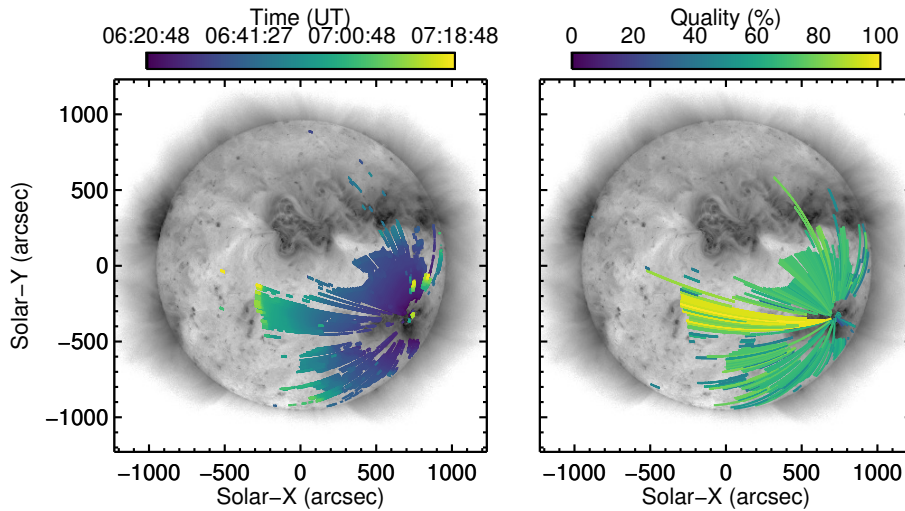 Time (UT)
06:20:48 06:41:27 07:00:48 07:18:48
Quality (%)
0 20 40 60 80 100
Solar−Y (arcsec)
1000
500
0
−500
−1000
−1000 −500 0 500 1000
Solar−X (arcsec)
−1000 −500 0 500 1000
Solar−X (arcsec)